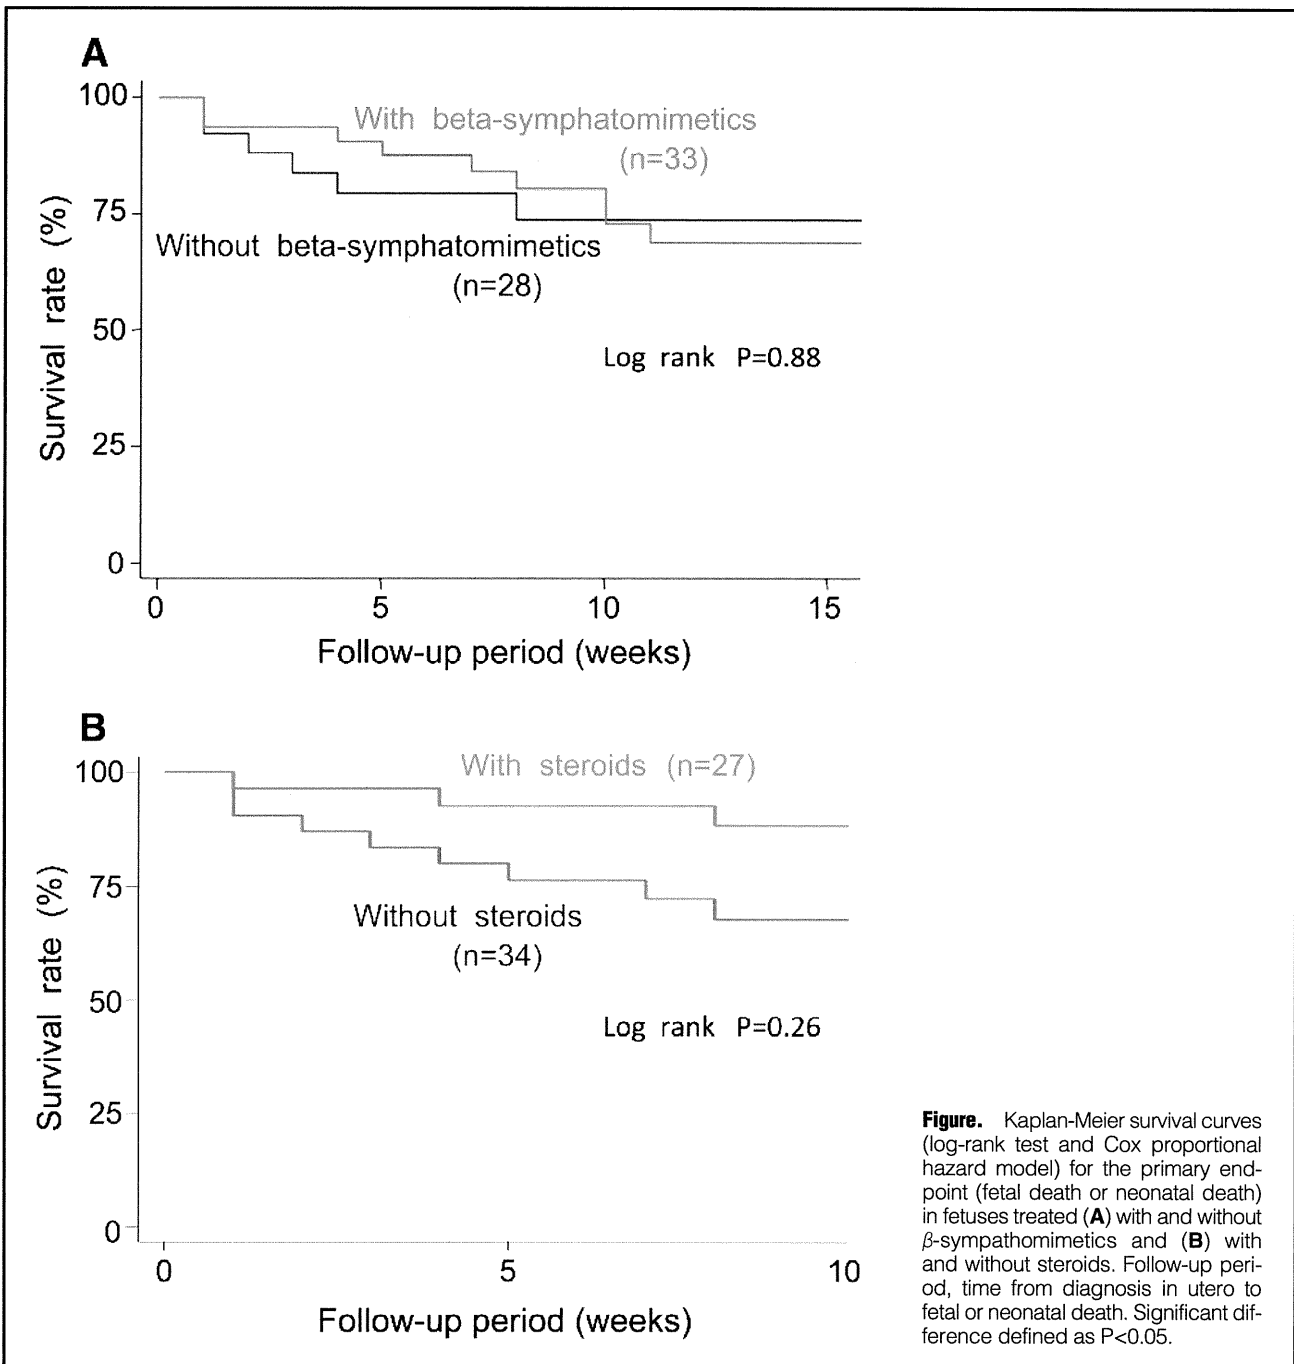 A
100
75
50
25
0
Survival rate (%)
With beta-symphatomimetics
(n=33)
Without beta-symphatomimetics
(n=28)
Log rank P=0.88
0 5 10 15
Follow-up period (weeks)
B
100
75
50
25
0
Survival rate (%)
With steroids (n=27)
Without steroids
(n=34)
Log rank P=0.26
0 5 10
Follow-up period (weeks)
Figure. Kaplan-Meier survival curves
(log-rank test and Cox proportional
hazard model) for the primary end-
point (fetal death or neonatal death)
in fetuses treated (A) with and without
β-sympathomimetics and (B) with
and without steroids. Follow-up peri-
od, time from diagnosis in utero to
fetal or neonatal death. Significant dif-
ference defined as P<0.05.